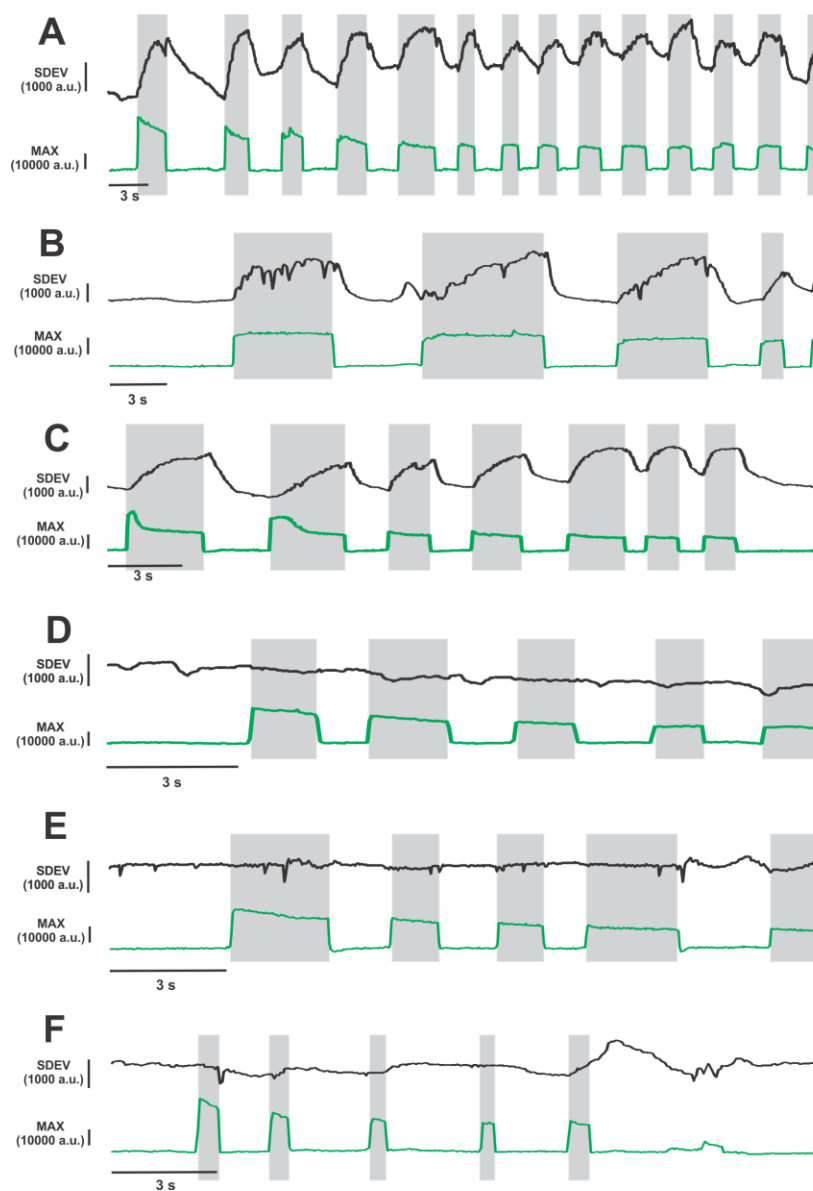 A
SDEV
(1000 a.u.)
MAX
(10000 a.u.)
3 s
B
SDEV
(1000 a.u.)
MAX
(10000 a.u.)
3 s
C
SDEV
(1000 a.u.)
MAX
(10000 a.u.)
3 s
D
SDEV
(1000 a.u.)
MAX
(10000 a.u.)
3 s
E
SDEV
(1000 a.u.)
MAX
(10000 a.u.)
3 s
F
SDEV
(1000 a.u.)
MAX
(10000 a.u.)
3 s